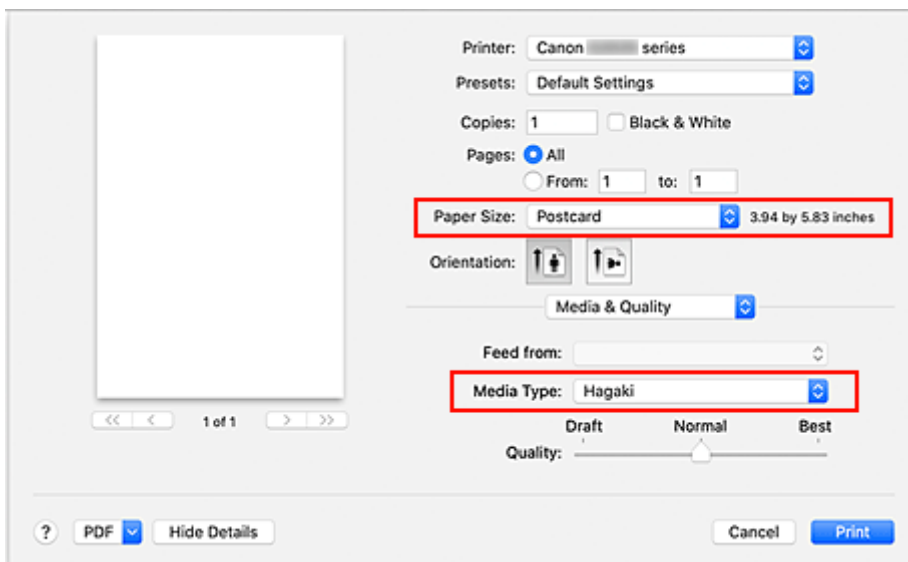 Printer: Canon series
Presets: Default Settings
Copies: 1 Black & White
Pages: All
From: 1 to: 1
Paper Size: Postcard 3.94 by 5.83 inches
Orientation:
Media & Quality
Feed from:
Media Type: Hagaki
Draft Normal Best
Quality:
<< < 1 of 1 > >>
? PDF Hide Details Cancel Print